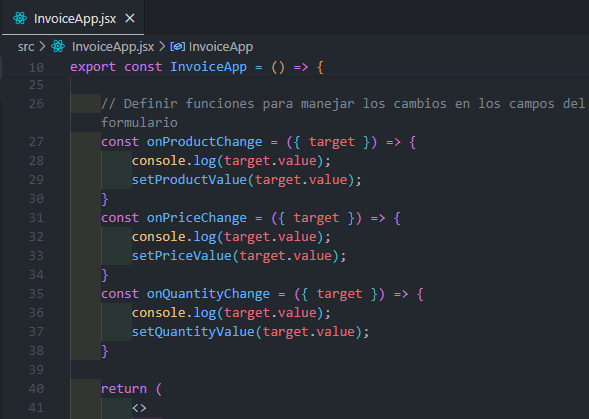 InvoiceApp.jsx ×
src > InvoiceApp.jsx > InvoiceApp
10 export const InvoiceApp = () => {
25
26 // Definir funciones para manejar los cambios en los campos del
formulario
27 const onProductChange = ({ target }) => {
28 console.log(target.value);
29 setProductValue(target.value);
30 }
31 const onPriceChange = ({ target }) => {
32 console.log(target.value);
33 setPriceValue(target.value);
34 }
35 const onQuantityChange = ({ target }) => {
36 console.log(target.value);
37 setQuantityValue(target.value);
38 }
39
40 return (
41 <>